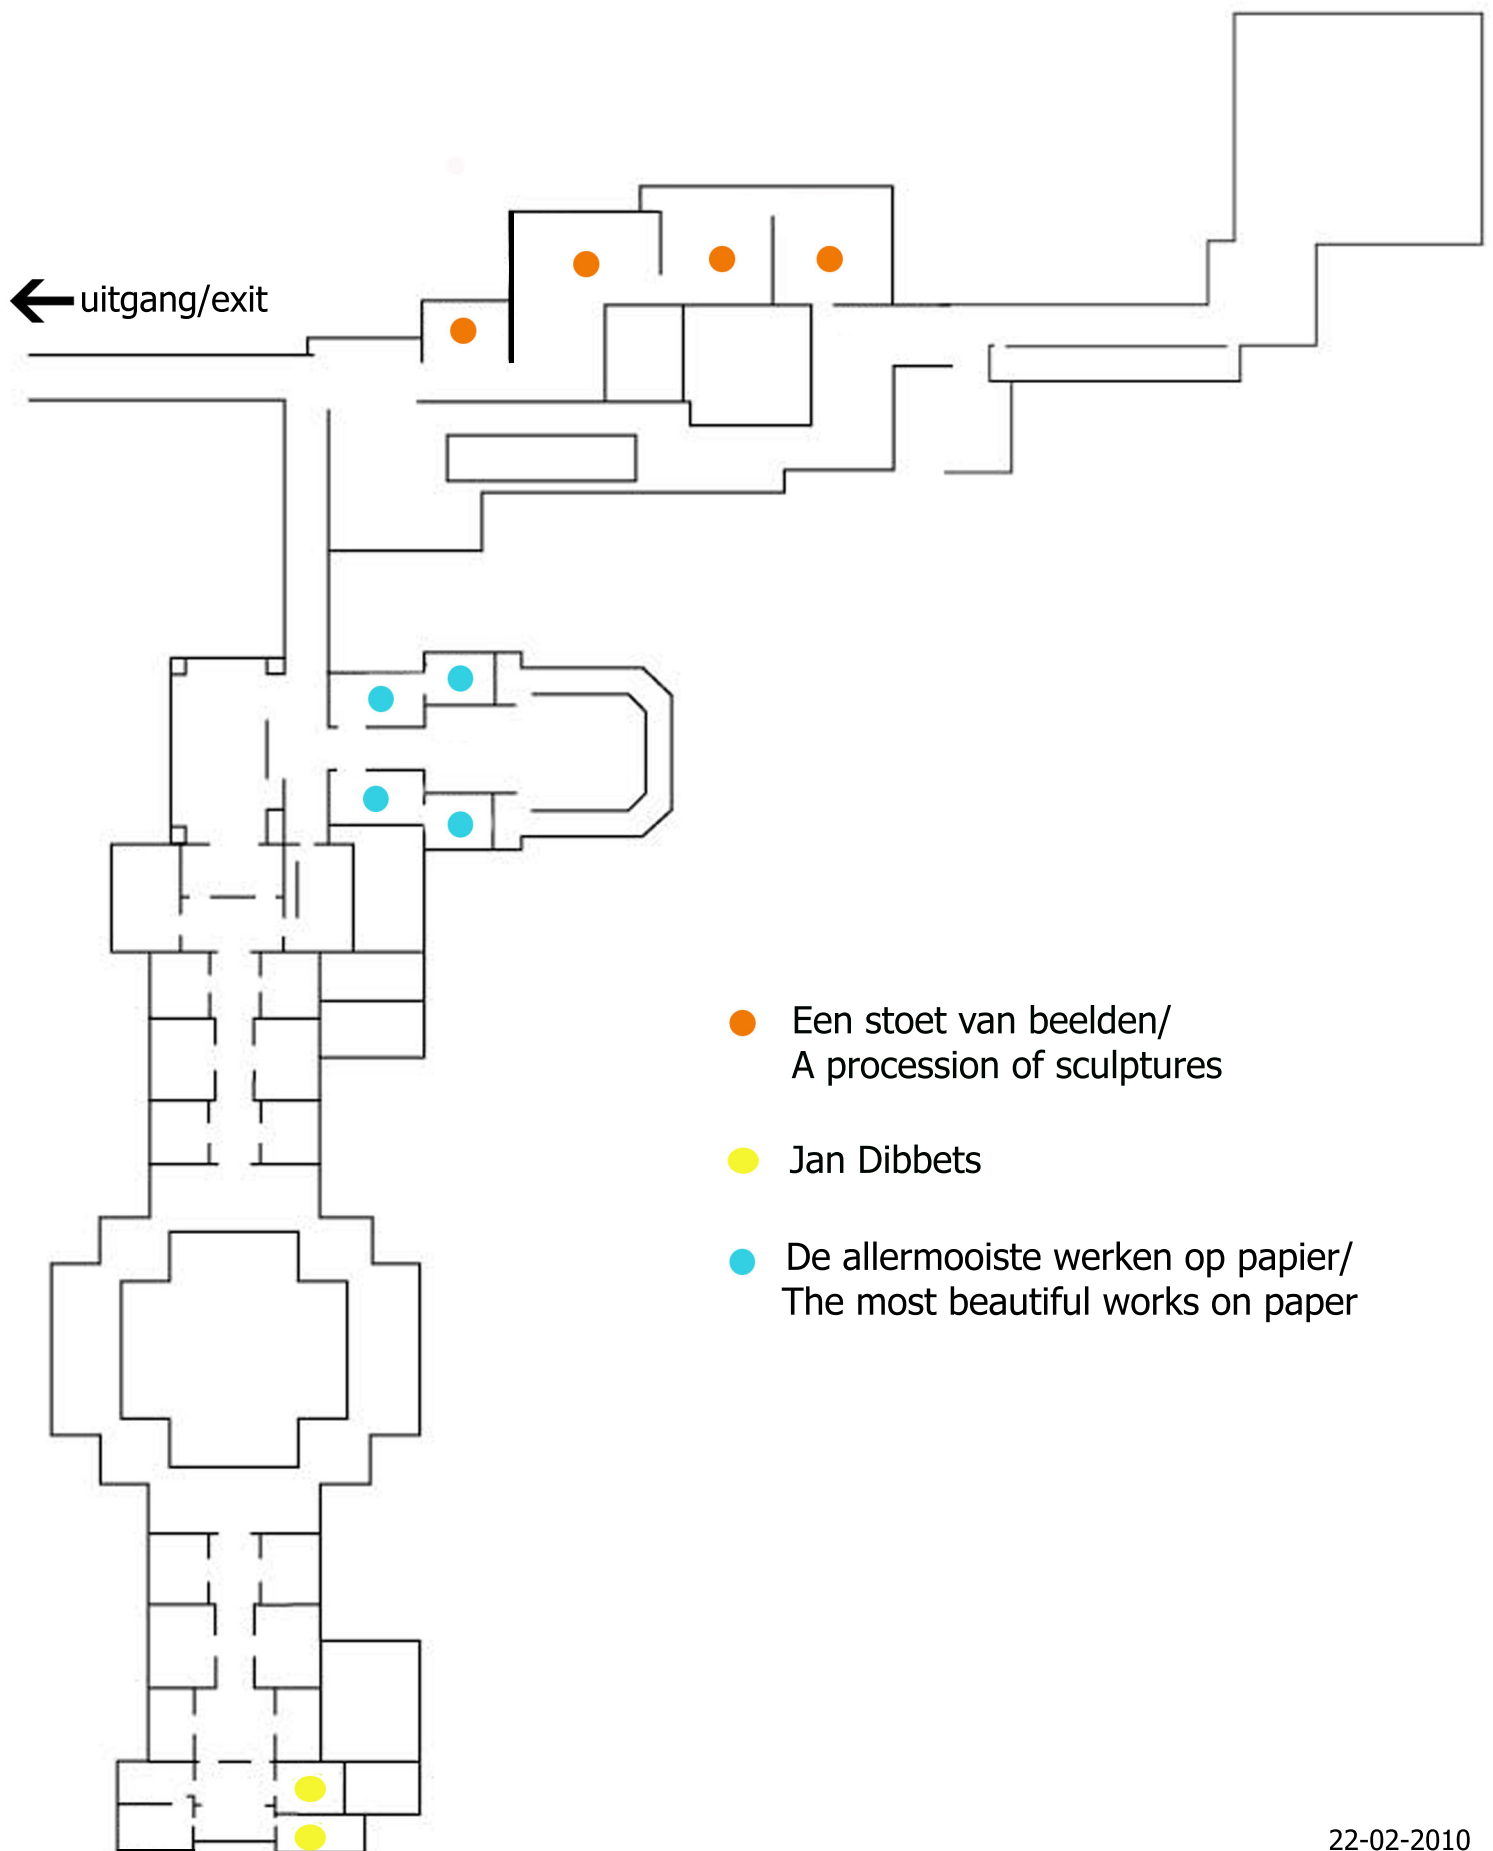 uitgang/exit
Een stoet van beelden/
A procession of sculptures
Jan Dibbets
De allermooiste werken op papier/
The most beautiful works on paper
22-02-2010